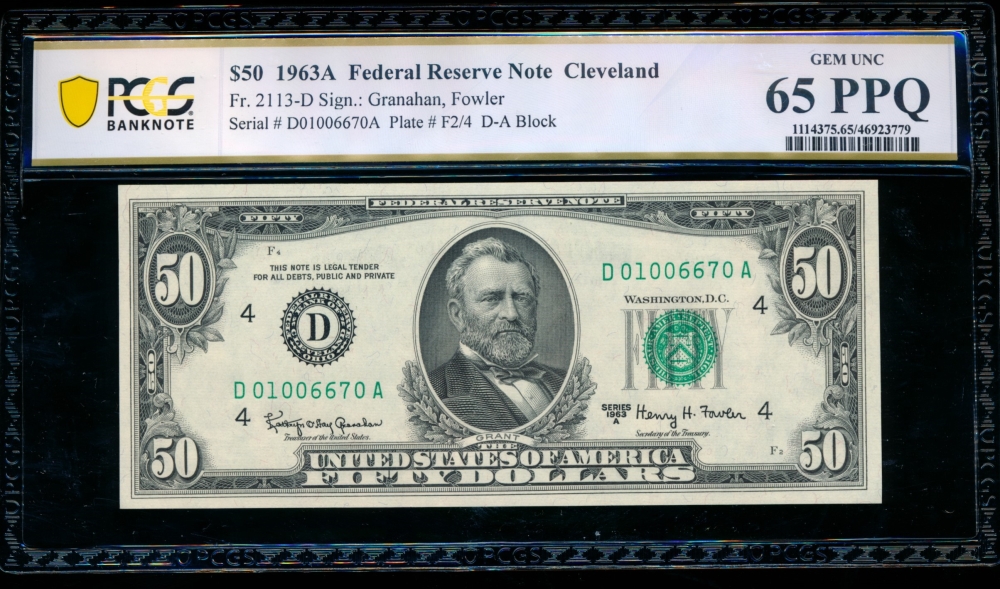 PCGS
BANKNOTE
$50 1963A Federal Reserve Note Cleveland
Fr. 2113-D Sign.: Granahan, Fowler
Serial # D01006670A Plate # F2/4 D-A Block
GEM UNC
65 PPQ
1114375.65/46923779
FEDERAL RESERVE NOTE
FIFTY
FIFTY
50
50
F4
THIS NOTE IS LEGAL TENDER
FOR ALL DEBTS, PUBLIC AND PRIVATE
D 01006670 A
WASHINGTON, D.C.
4
4
D
D 01006670 A
4
4
Kathryn O'Hay Granahan
Treasurer of the United States.
SERIES
1963
A
Henry H. Fowler
Secretary of the Treasury.
GRANT
F2
50
50
THE
UNITED STATES OF AMERICA
FIFTY DOLLARS